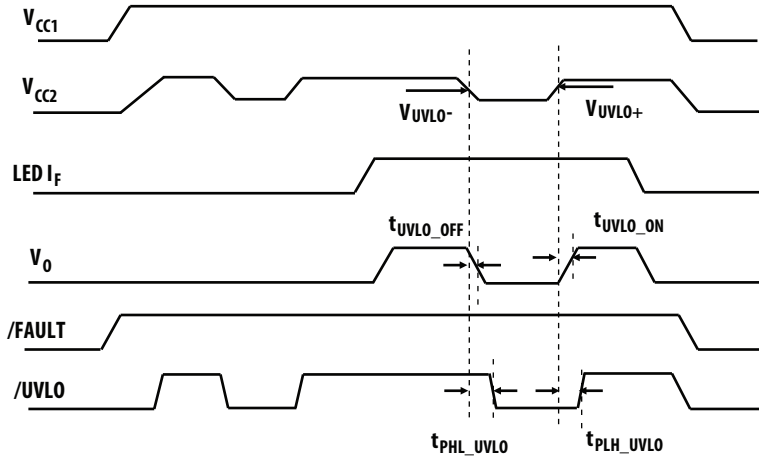 VCC1
VCC2
VUVLO-
VUVLO+
LED IF
tUVLO_OFF
tUVLO_ON
VO
/FAULT
/UVLO
tPHL_UVLO
tPLH_UVLO